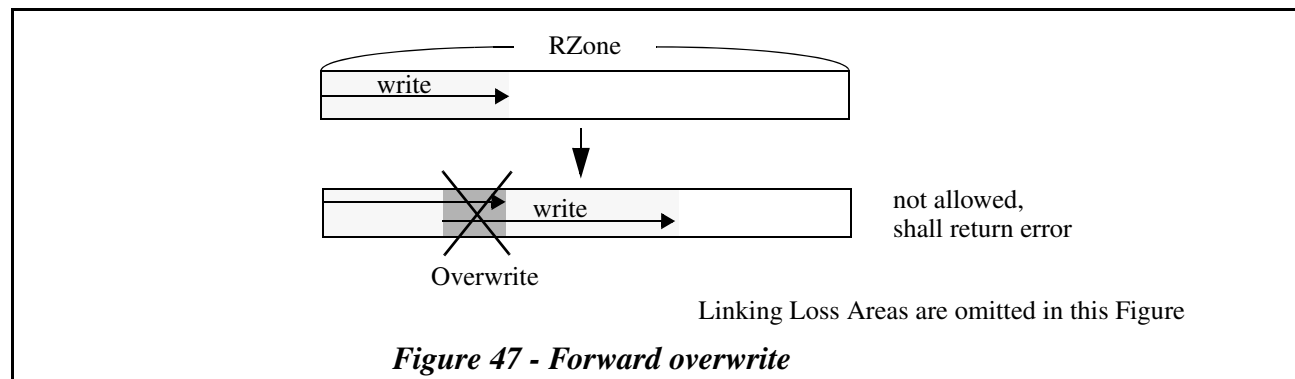 RZone
write
write
not allowed,
shall return error
Overwrite
Linking Loss Areas are omitted in this Figure
Figure 47 - Forward overwrite